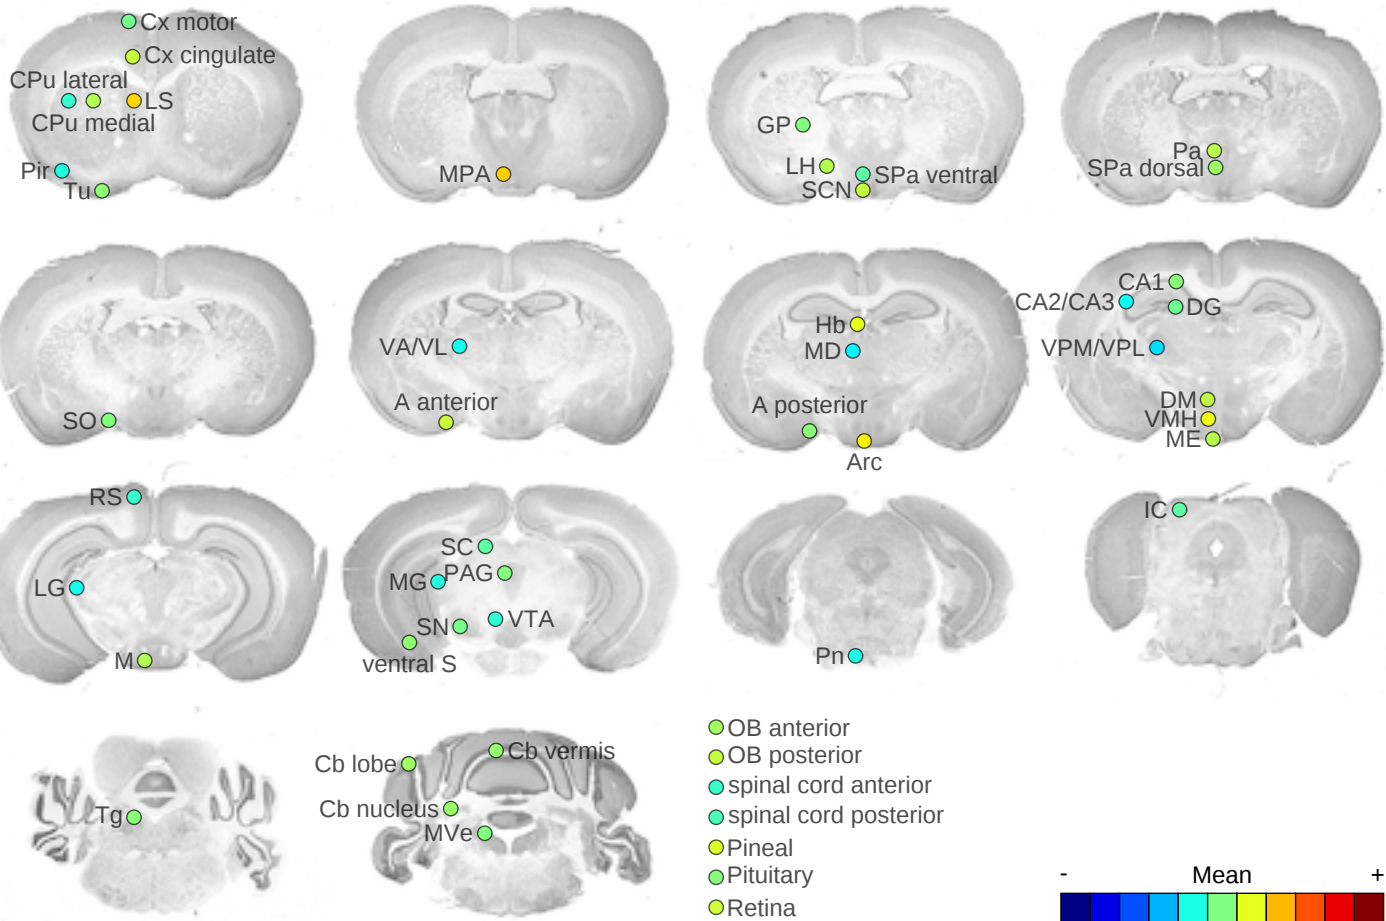 Cx motor
Cx cingulate
CPu lateral
LS
CPu medial
Pir
Tu
MPA
GP
LH
SPa ventral
SCN
Pa
SPa dorsal
SO
VA/VL
A anterior
Hb
MD
A posterior
Arc
CA1
CA2/CA3
DG
VPM/VPL
DM
VMH
ME
RS
LG
M
SC
MG
PAG
SN
VTA
ventral S
Pn
IC
Tg
Cb lobe
Cb vermis
Cb nucleus
MVe
OB anterior
OB posterior
spinal cord anterior
spinal cord posterior
Pineal
Pituitary
Retina
- Mean +